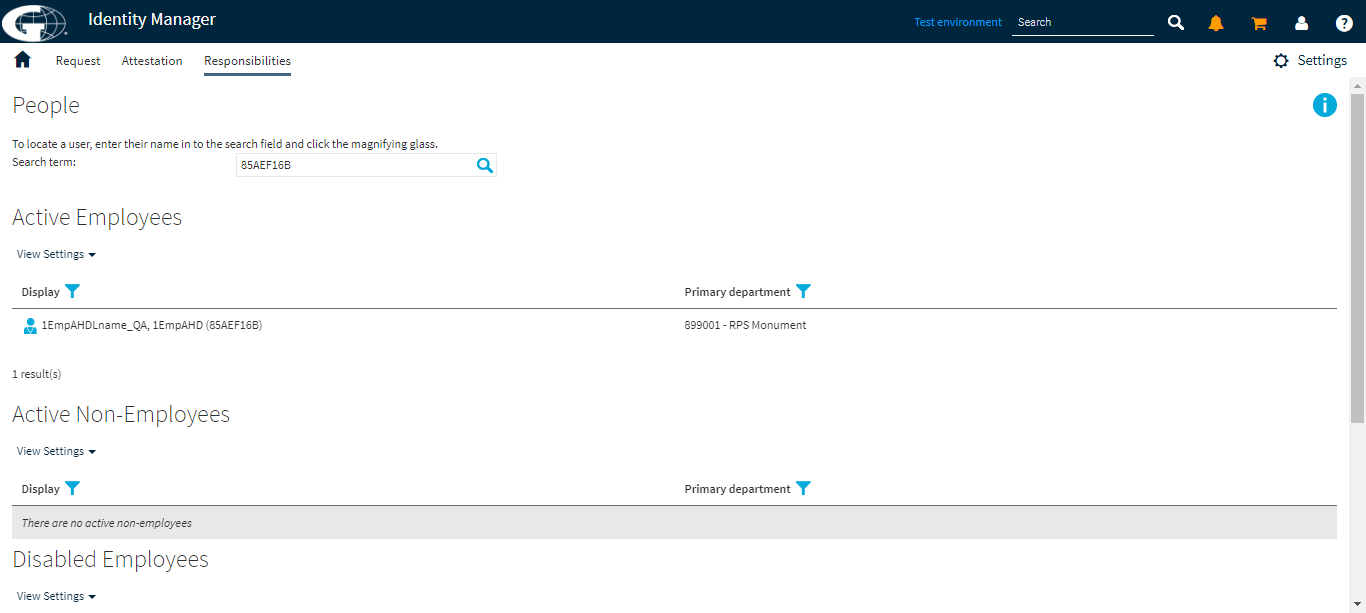 Identity Manager
Test environment
Search
Request Attestation Responsibilities
Settings
People
To locate a user, enter their name in to the search field and click the magnifying glass.
Search term:
85AEF16B
Active Employees
View Settings
Display Primary department
1EmpAHDLname_QA, 1EmpAHD (85AEF16B) 899001 - RPS Monument
1 result(s)
Active Non-Employees
View Settings
Display Primary department
There are no active non-employees
Disabled Employees
View Settings